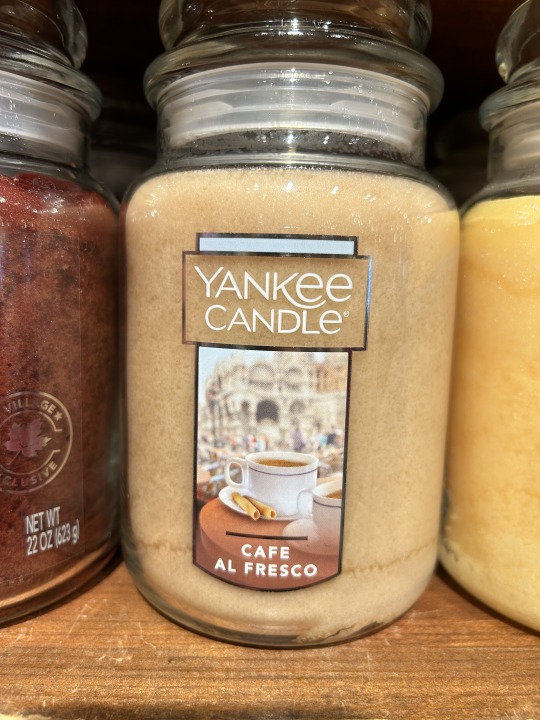 YANKEE
CANDLE®
CAFE
AL FRESCO
VILLAGE
EXCLUSIVE
NET WT
22 OZ (623 g)